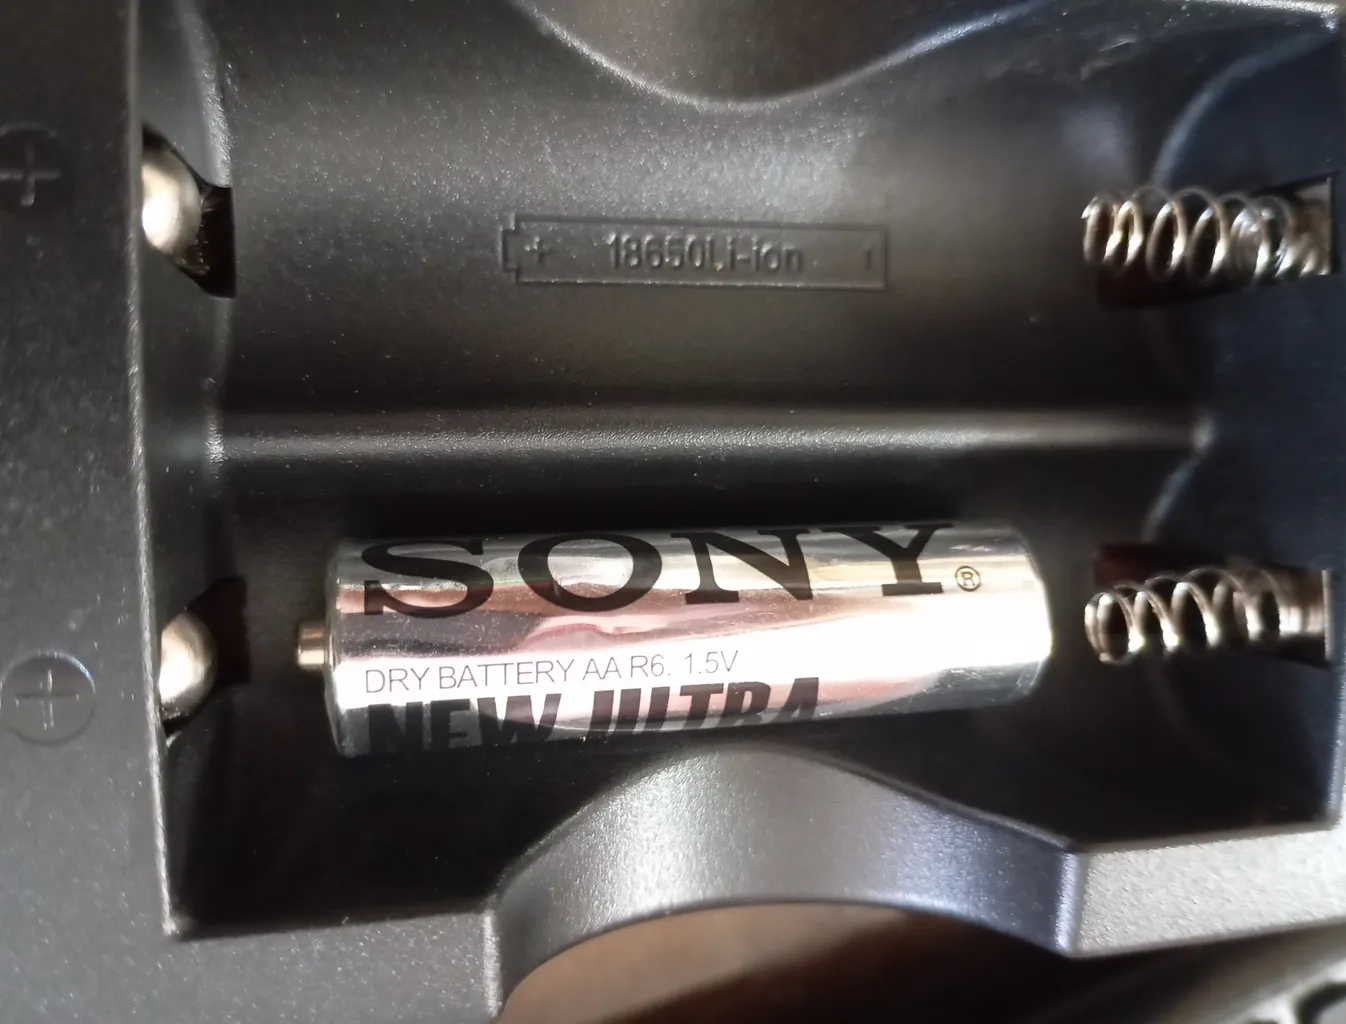 +
+ 18650Li-ion -
SONY®
DRY BATTERY AA R6. 1.5V
NEW ULTRA
+